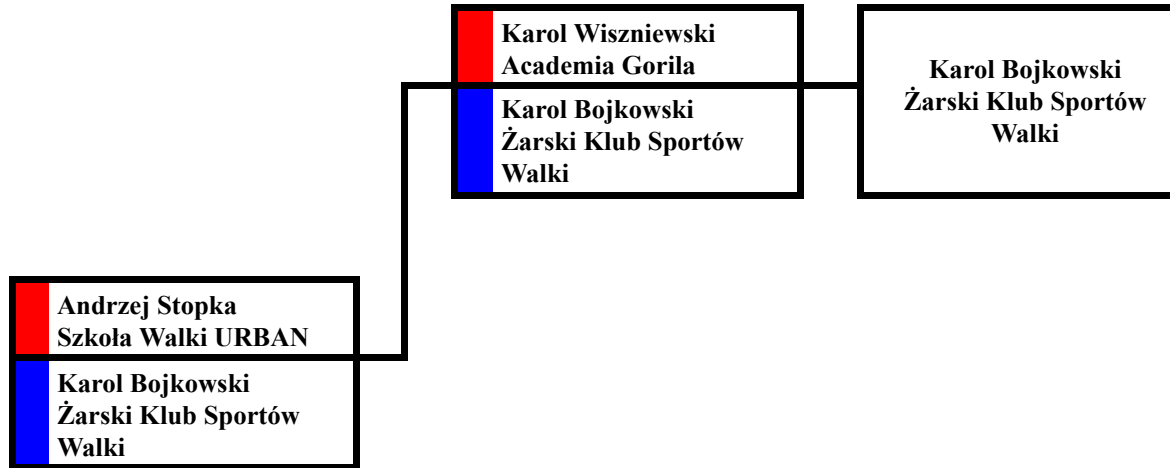 Karol Wiszniewski
Academia Gorila
Karol Bojkowski
Żarski Klub Sportów
Walki
Karol Bojkowski
Żarski Klub Sportów
Walki
Andrzej Stopka
Szkoła Walki URBAN
Karol Bojkowski
Żarski Klub Sportów
Walki